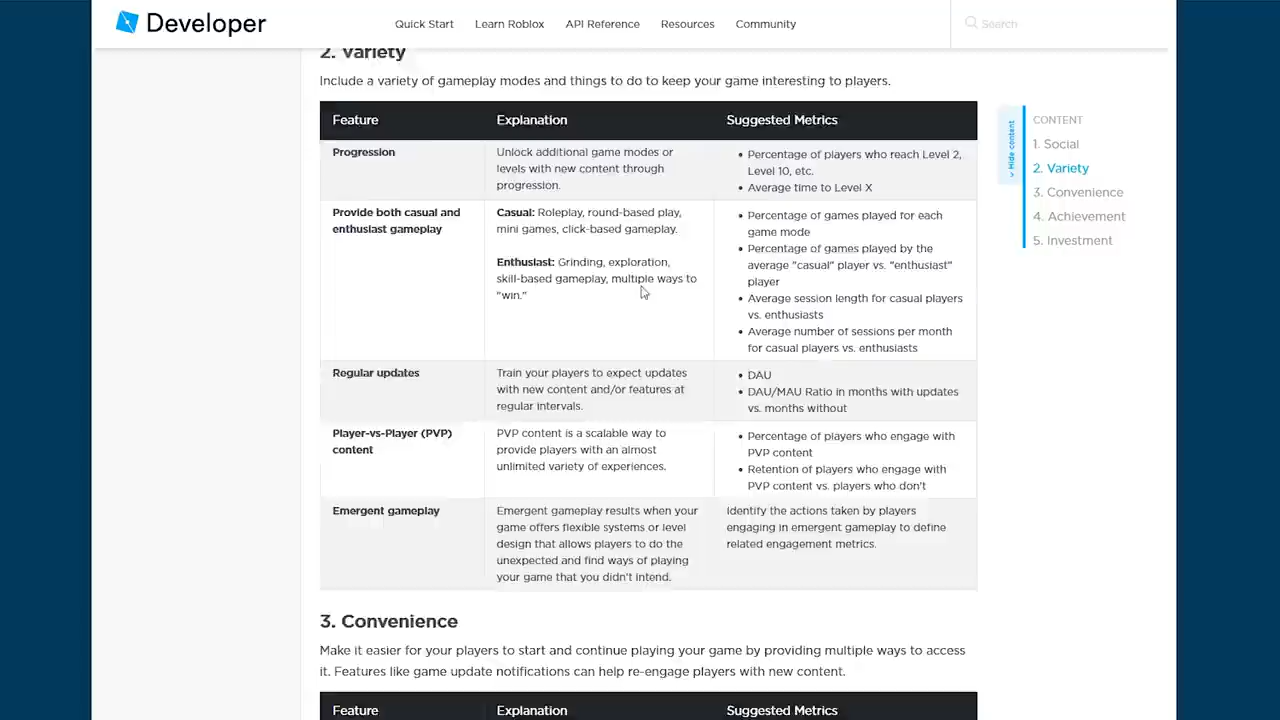 Developer
Quick Start
Learn Roblox
API Reference
Resources
Community
Search
2. Variety
Include a variety of gameplay modes and things to do to keep your game interesting to players.
Feature
Explanation
Suggested Metrics
Progression
Unlock additional game modes or
levels with new content through
progression.
• Percentage of players who reach Level 2,
Level 10, etc.
• Average time to Level X
Provide both casual and
enthusiast gameplay
Casual: Roleplay, round-based play,
mini games, click-based gameplay.
Enthusiast: Grinding, exploration,
skill-based gameplay, multiple ways to
"win."
• Percentage of games played for each
game mode
• Percentage of games played by the
average "casual" player vs. "enthusiast"
player
• Average session length for casual players
vs. enthusiasts
• Average number of sessions per month
for casual players vs. enthusiasts
Regular updates
Train your players to expect updates
with new content and/or features at
regular intervals.
• DAU
• DAU/MAU Ratio in months with updates
vs. months without
Player-vs-Player (PVP)
content
PVP content is a scalable way to
provide players with an almost
unlimited variety of experiences.
• Percentage of players who engage with
PVP content
• Retention of players who engage with
PVP content vs. players who don't
Emergent gameplay
Emergent gameplay results when your
game offers flexible systems or level
design that allows players to do the
unexpected and find ways of playing
your game that you didn't intend.
Identify the actions taken by players
engaging in emergent gameplay to define
related engagement metrics.
3. Convenience
Make it easier for your players to start and continue playing your game by providing multiple ways to access
it. Features like game update notifications can help re-engage players with new content.
Feature
Explanation
Suggested Metrics
Hide content
CONTENT
1. Social
2. Variety
3. Convenience
4. Achievement
5. Investment